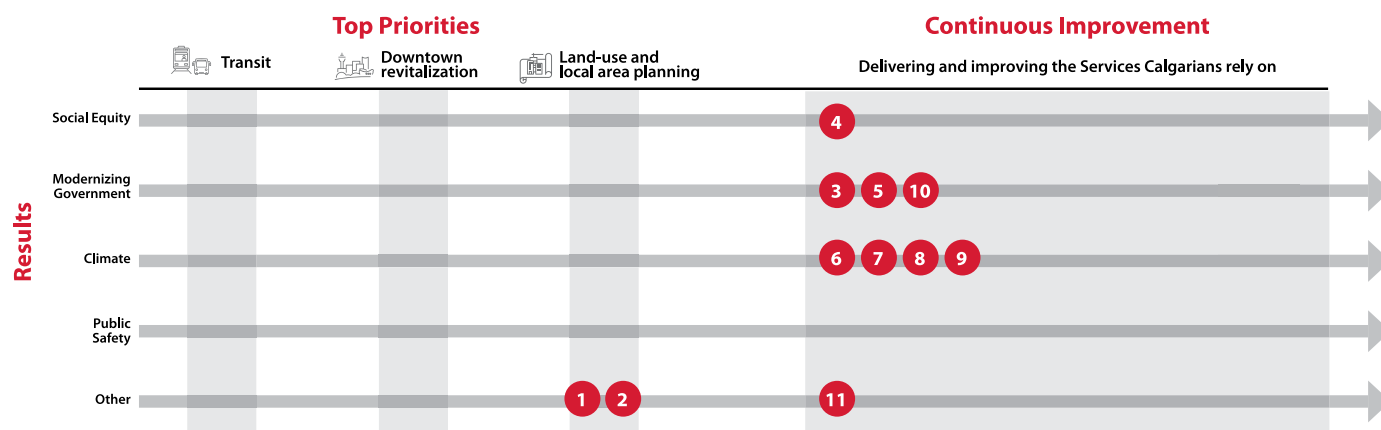 Top Priorities
Continuous Improvement
Transit
Downtown
revitalization
Land-use and
local area planning
Delivering and improving the Services Calgarians rely on
Results
Social Equity
4
Modernizing
Government
3 5 10
Climate
6 7 8 9
Public
Safety
Other
1 2 11